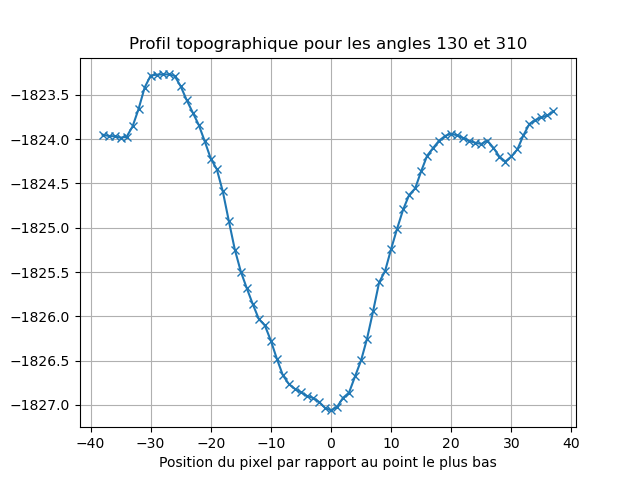 Profil topographique pour les angles 130 et 310
−1823.5
−1824.0
−1824.5
−1825.0
−1825.5
−1826.0
−1826.5
−1827.0
−40 −30 −20 −10 0 10 20 30 40
Position du pixel par rapport au point le plus bas